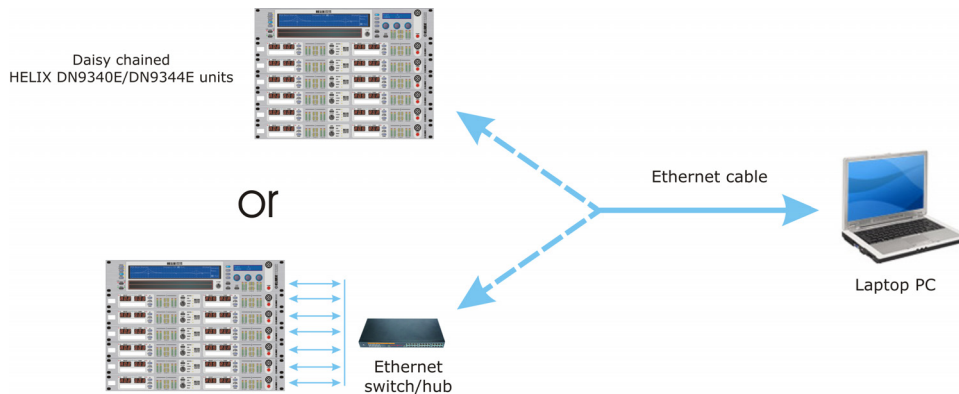 Daisy chained
HELIX DN9340E/DN9344E units
or
Ethernet cable
Laptop PC
Ethernet
switch/hub